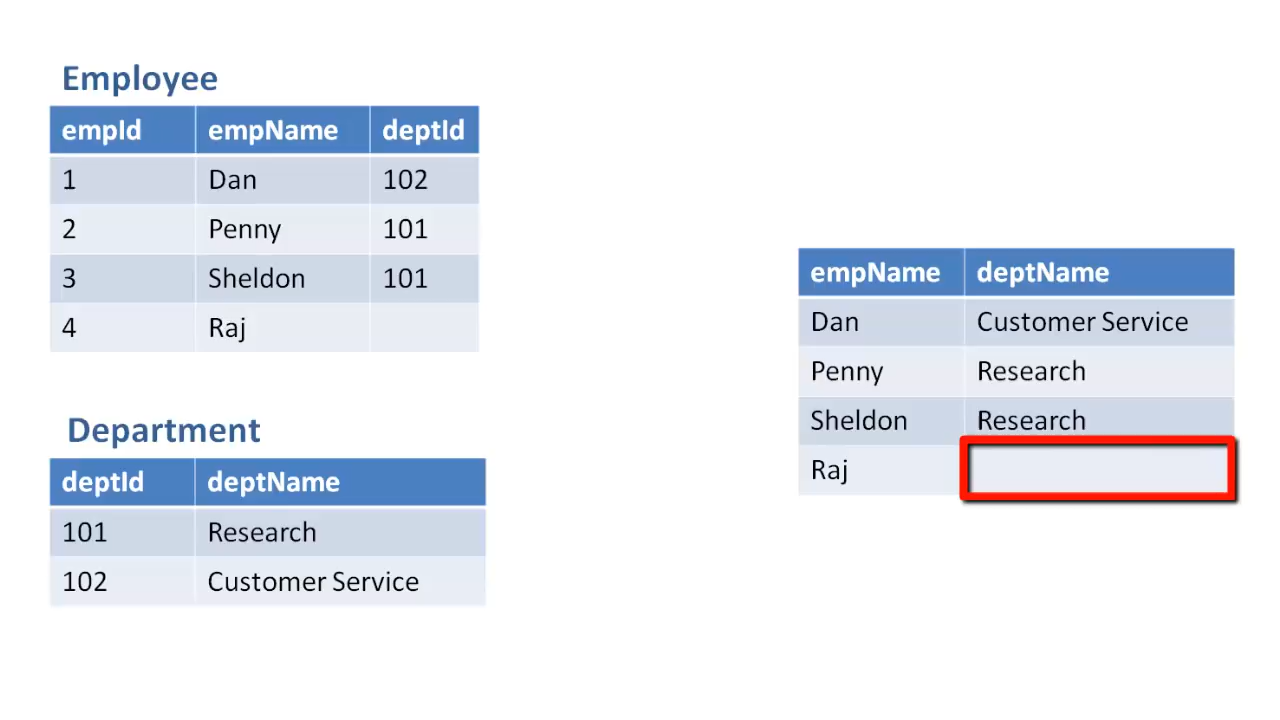 Employee
empId empName deptId
1 Dan 102
2 Penny 101
3 Sheldon 101
4 Raj
Department
deptId deptName
101 Research
102 Customer Service
empName deptName
Dan Customer Service
Penny Research
Sheldon Research
Raj